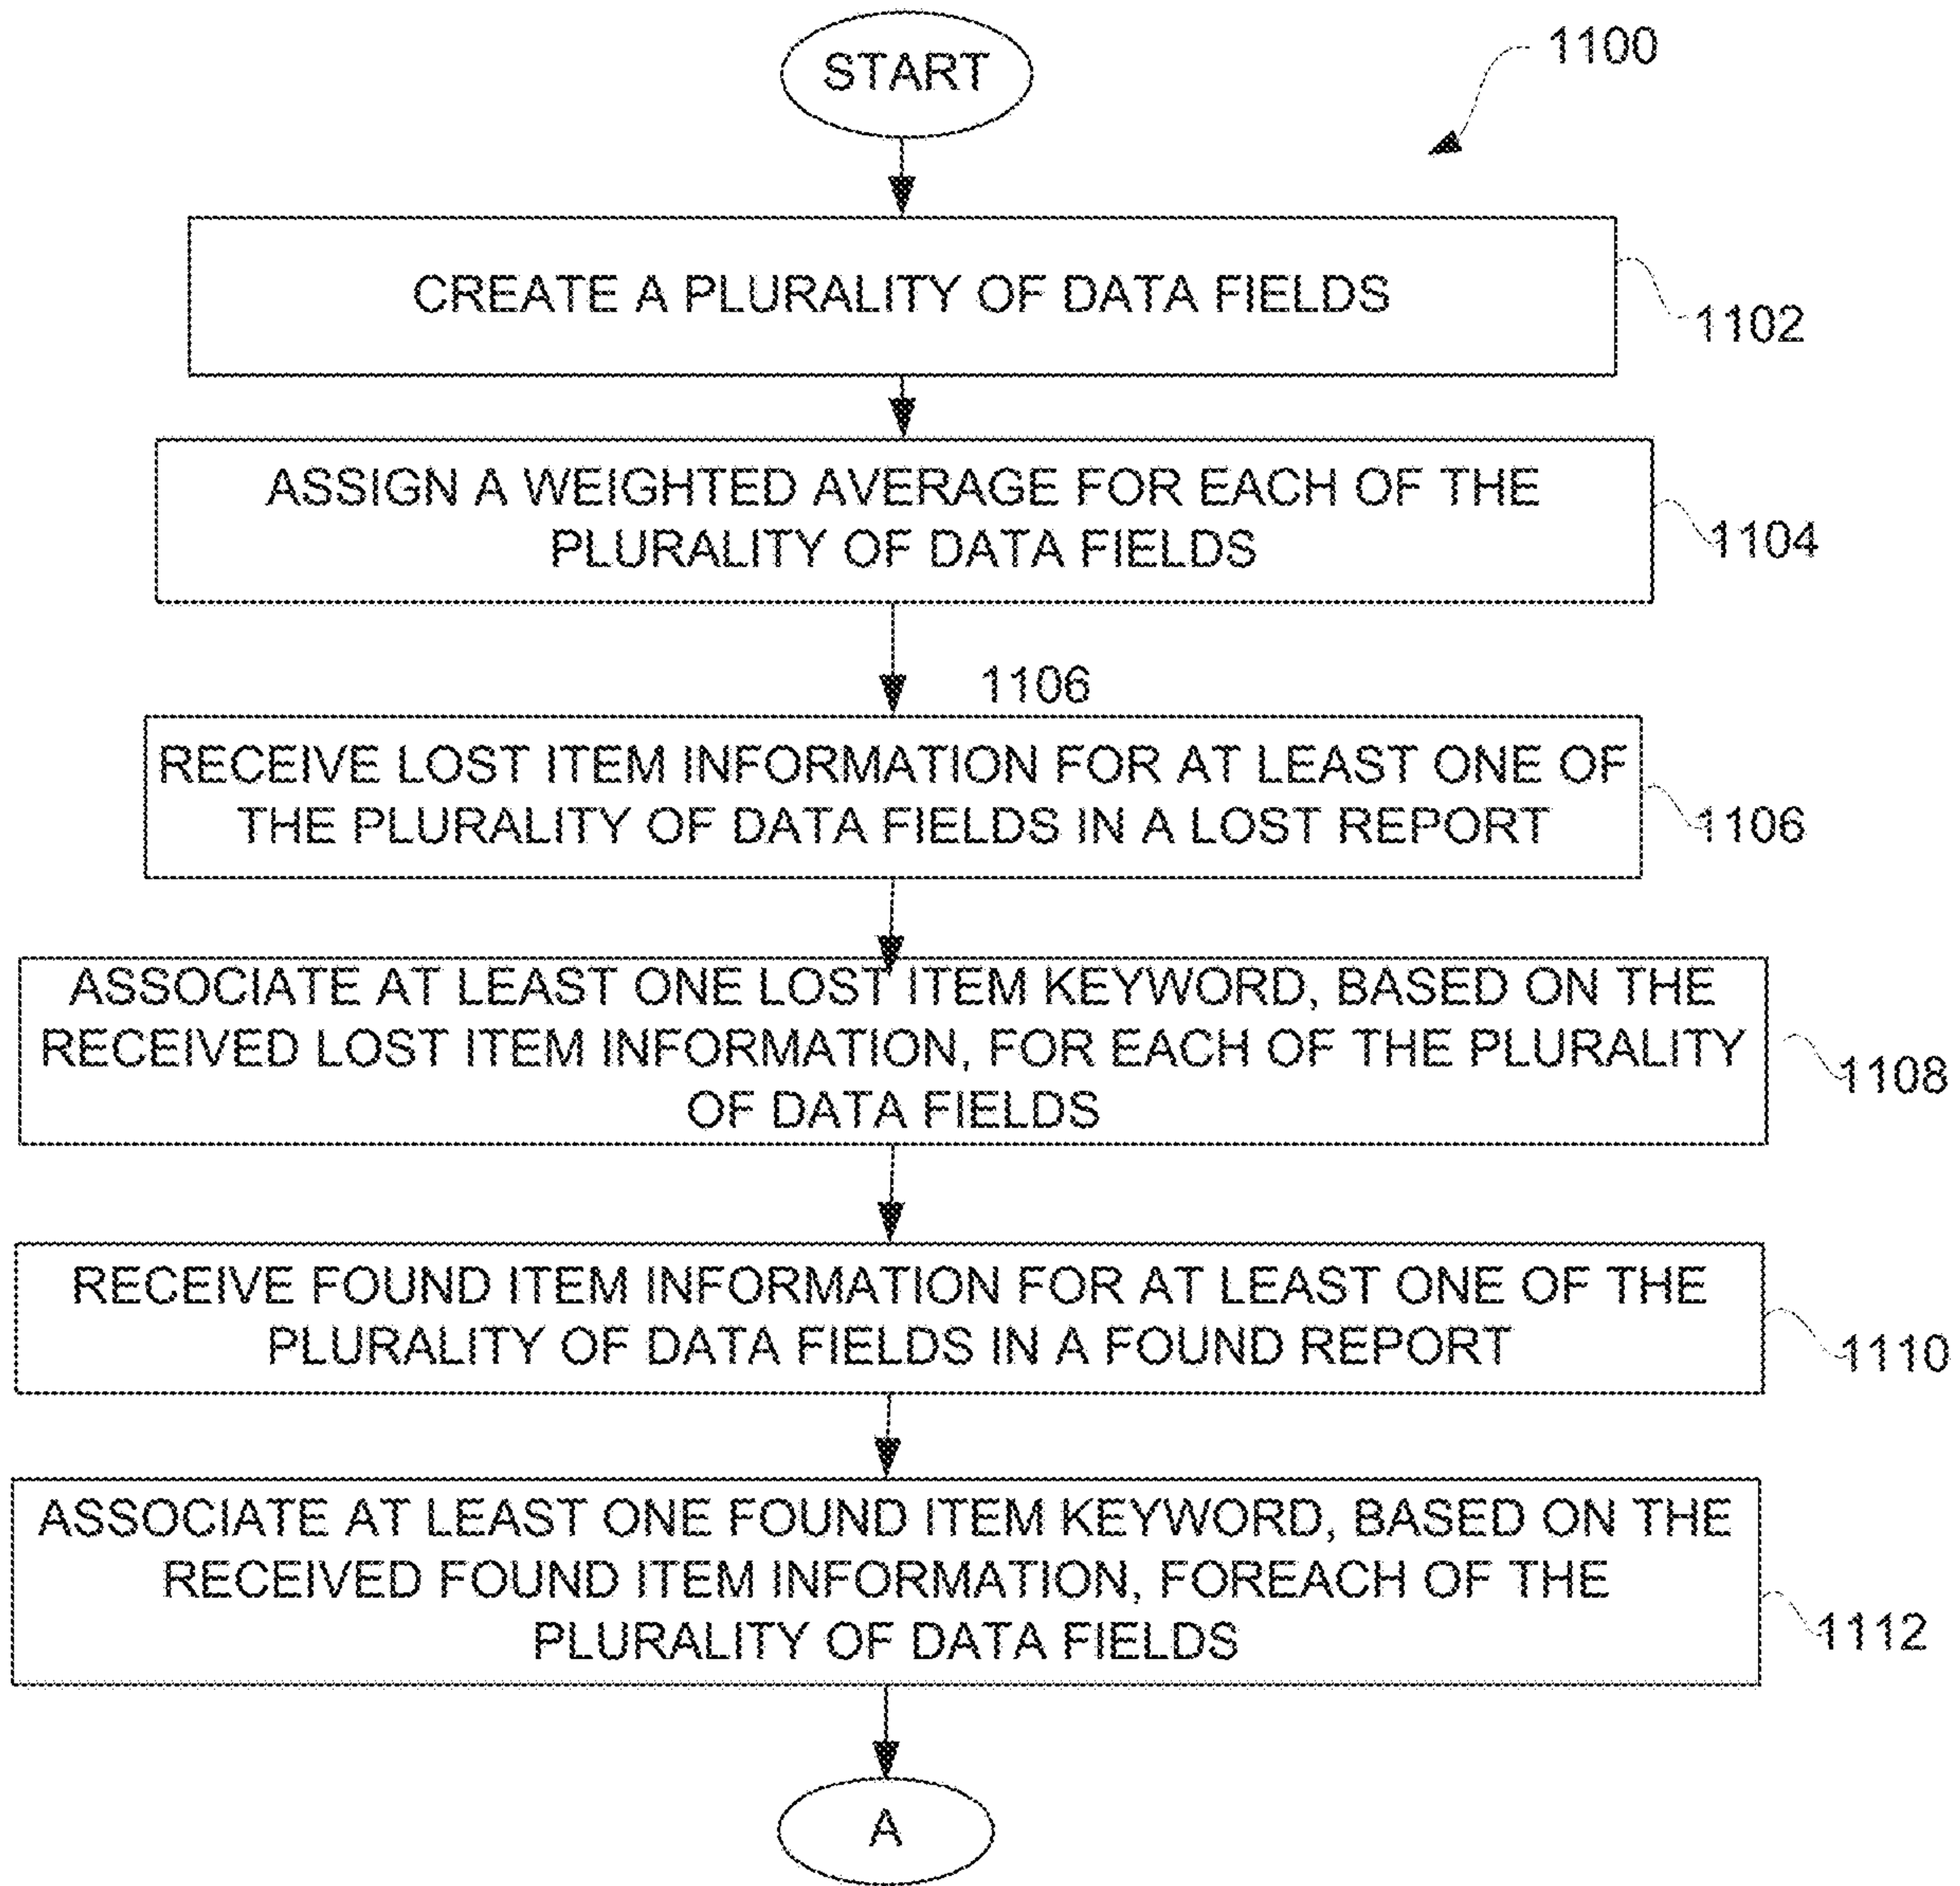 START
1100
CREATE A PLURALITY OF DATA FIELDS
1102
ASSIGN A WEIGHTED AVERAGE FOR EACH OF THE
PLURALITY OF DATA FIELDS
1104
1106
RECEIVE LOST ITEM INFORMATION FOR AT LEAST ONE OF
THE PLURALITY OF DATA FIELDS IN A LOST REPORT
1106
ASSOCIATE AT LEAST ONE LOST ITEM KEYWORD, BASED ON THE
RECEIVED LOST ITEM INFORMATION, FOR EACH OF THE PLURALITY
OF DATA FIELDS
1108
RECEIVE FOUND ITEM INFORMATION FOR AT LEAST ONE OF THE
PLURALITY OF DATA FIELDS IN A FOUND REPORT
1110
ASSOCIATE AT LEAST ONE FOUND ITEM KEYWORD, BASED ON THE
RECEIVED FOUND ITEM INFORMATION, FOREACH OF THE
PLURALITY OF DATA FIELDS
1112
A